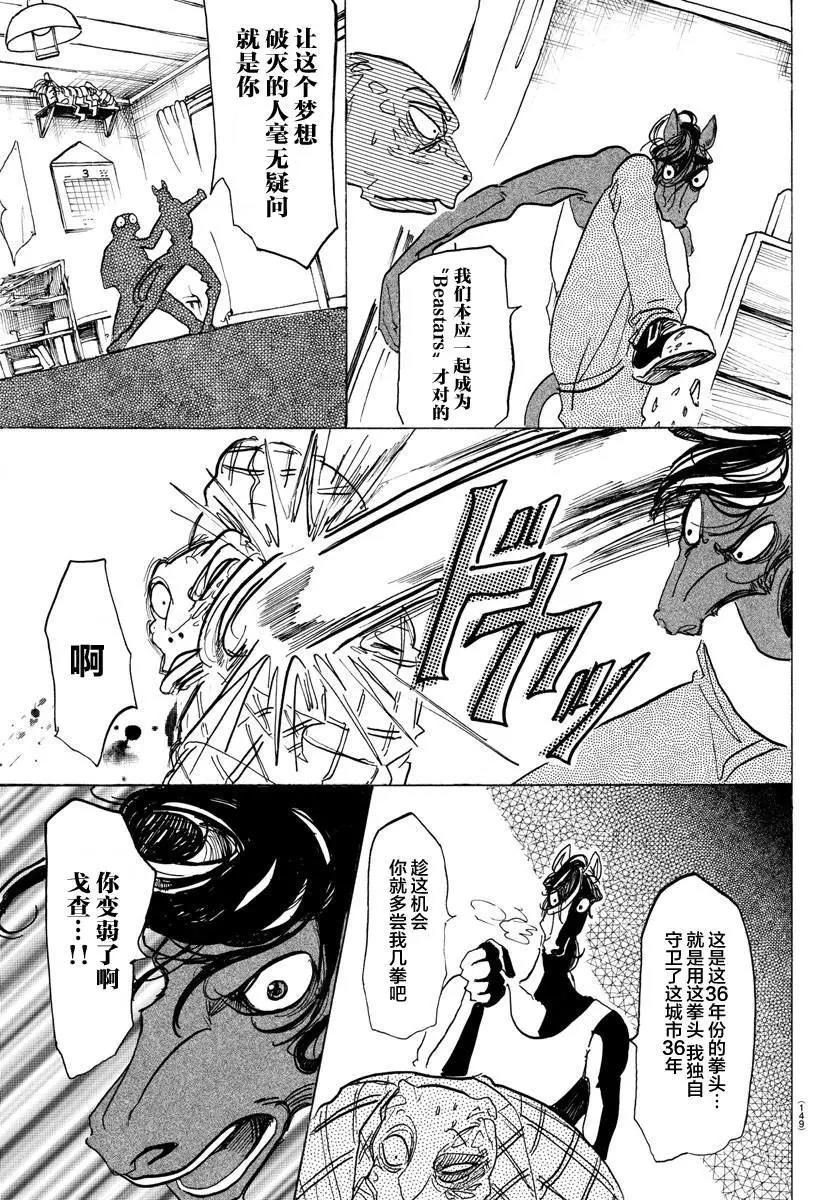 我们本应一起成为
"Beastars"才对的
让这个梦想
破灭的人毫无疑问
就是你
3
ドドカッ
啊
这是这36年份的拳头…
就是用这拳头 我独自
守卫了这城市36年
趁这机会
你就多尝我几拳吧
你变弱了啊
戈查…!!
(149)